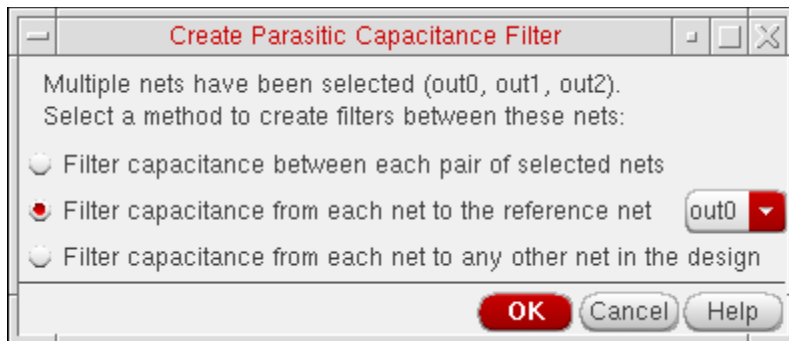 Create Parasitic Capacitance Filter
Multiple nets have been selected (out0, out1, out2).
Select a method to create filters between these nets:
Filter capacitance between each pair of selected nets
Filter capacitance from each net to the reference net out0
Filter capacitance from each net to any other net in the design
OK Cancel Help